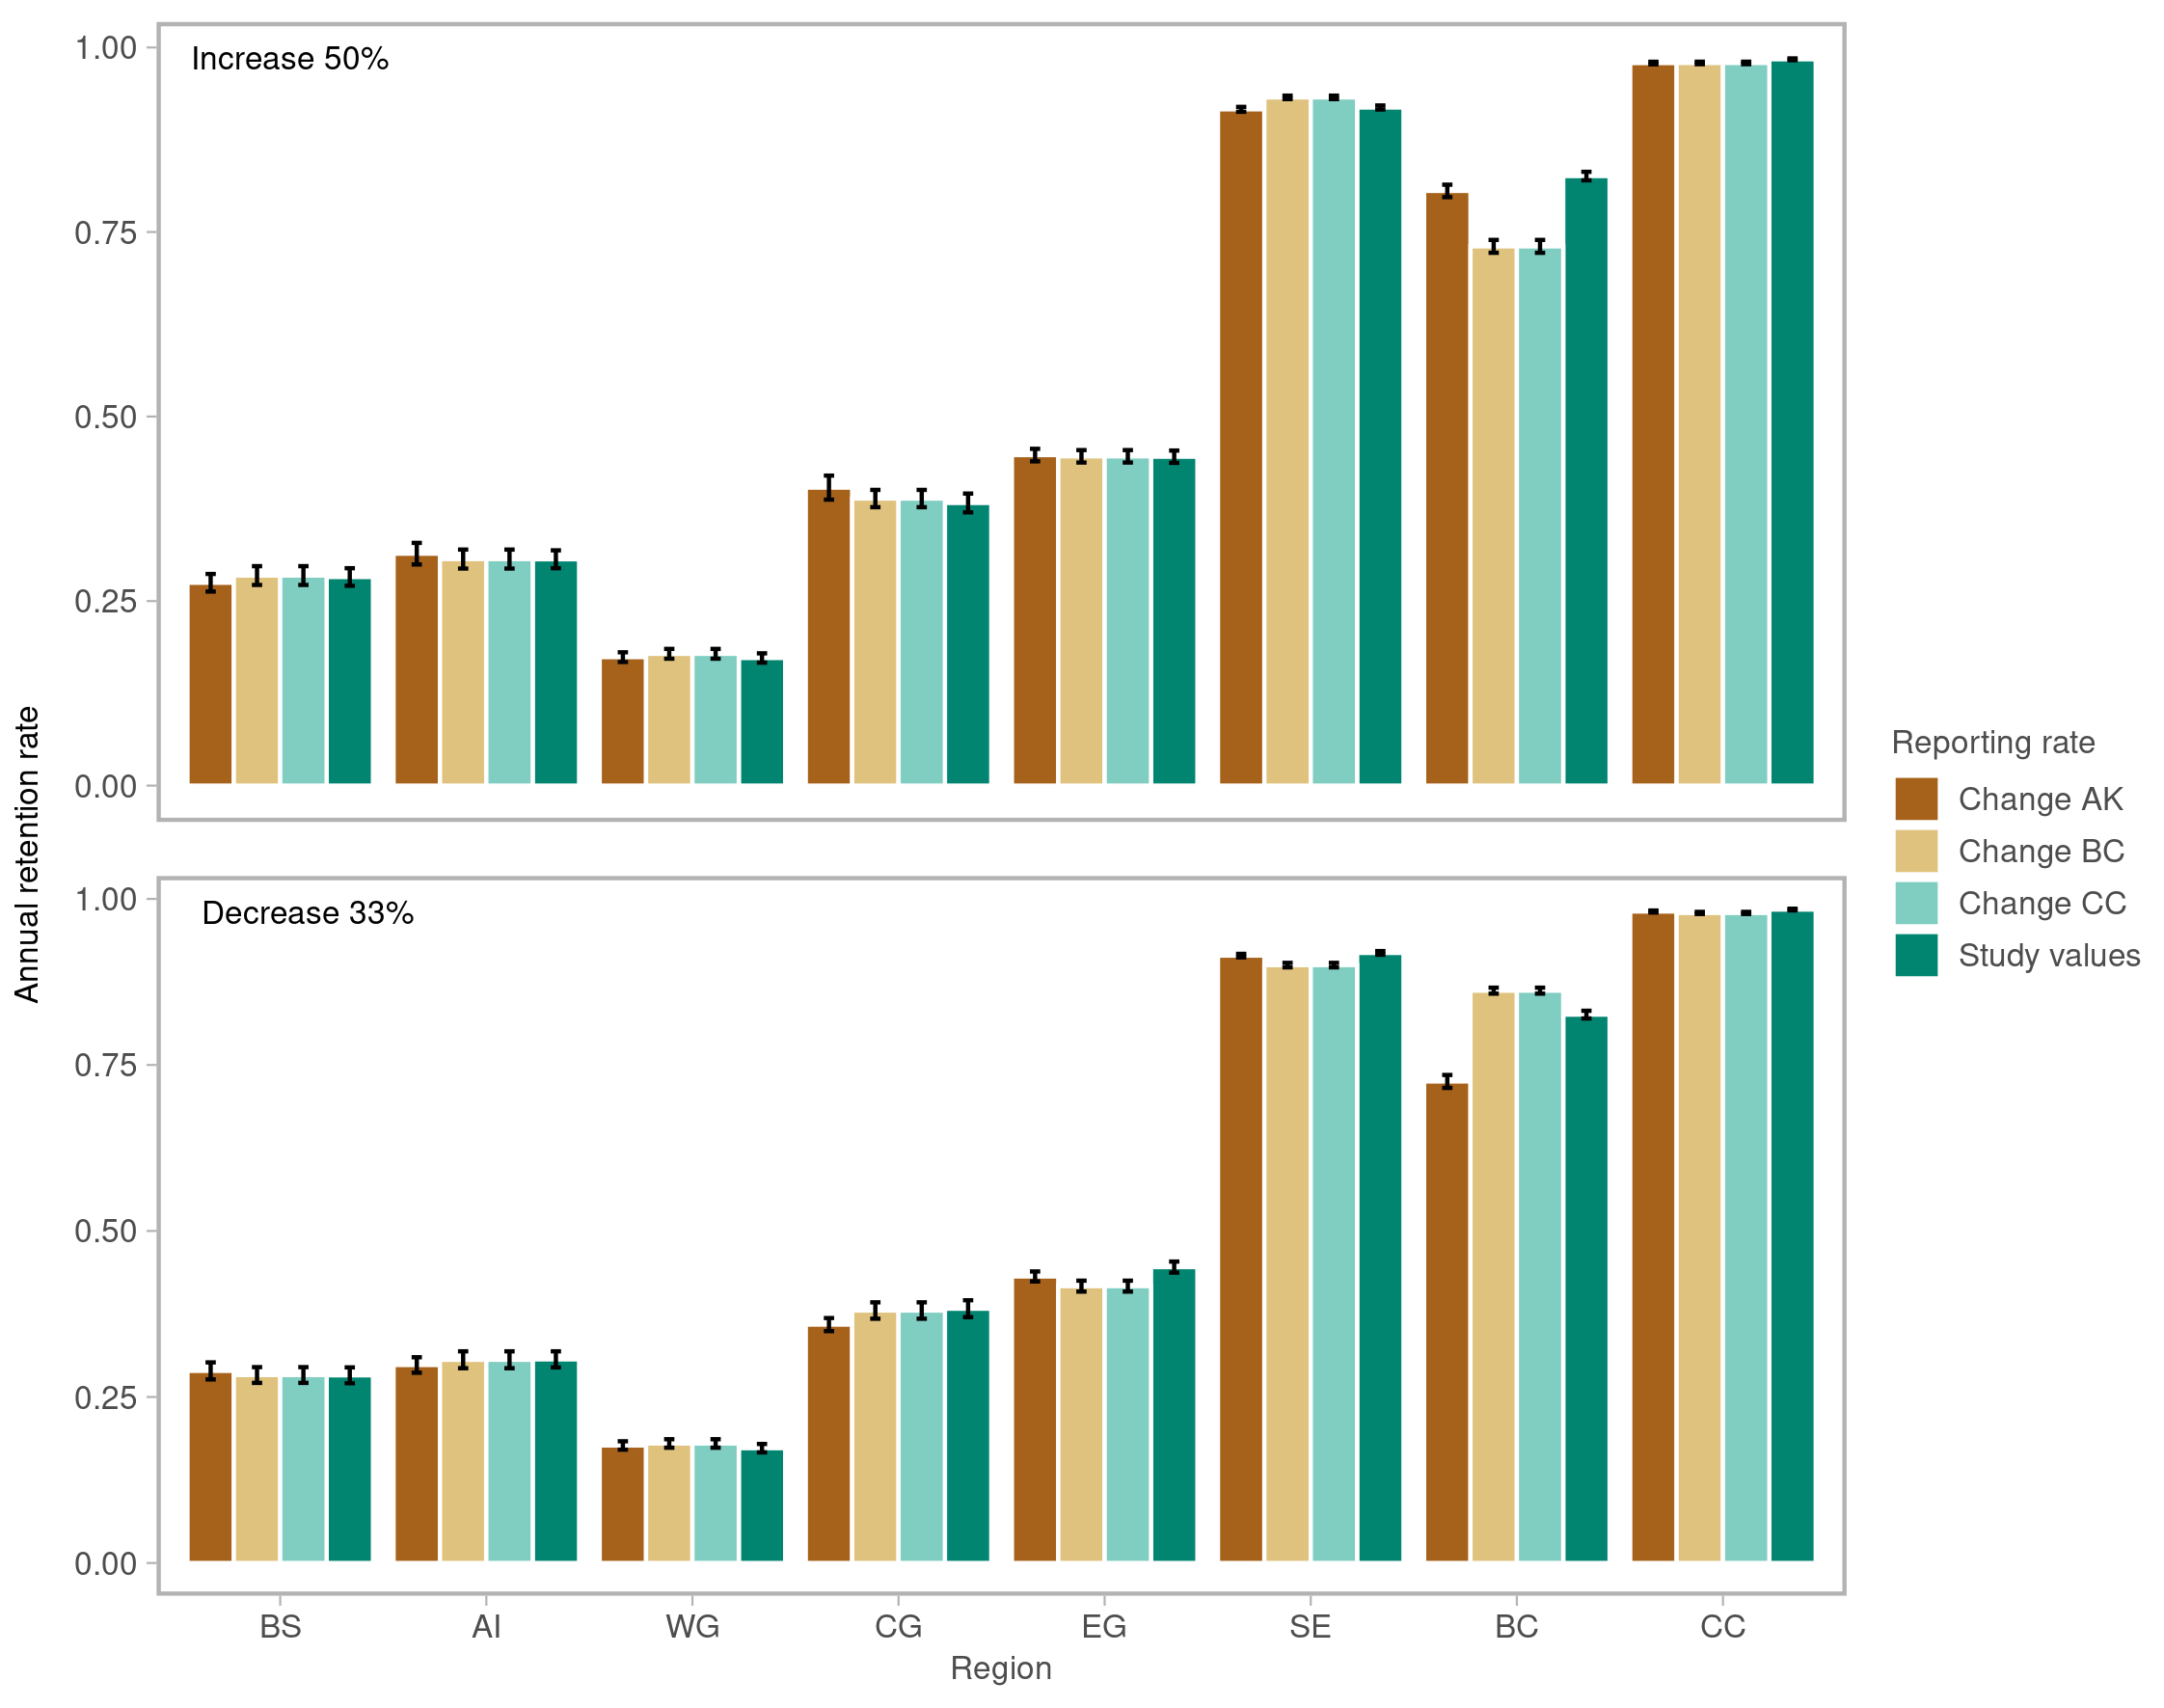 Increase 50%
1.00
0.75
0.50
0.25
0.00
Annual retention rate
Decrease 33%
1.00
0.75
0.50
0.25
0.00
BS AI WG CG EG SE BC CC
Region
Reporting rate
Change AK
Change BC
Change CC
Study values